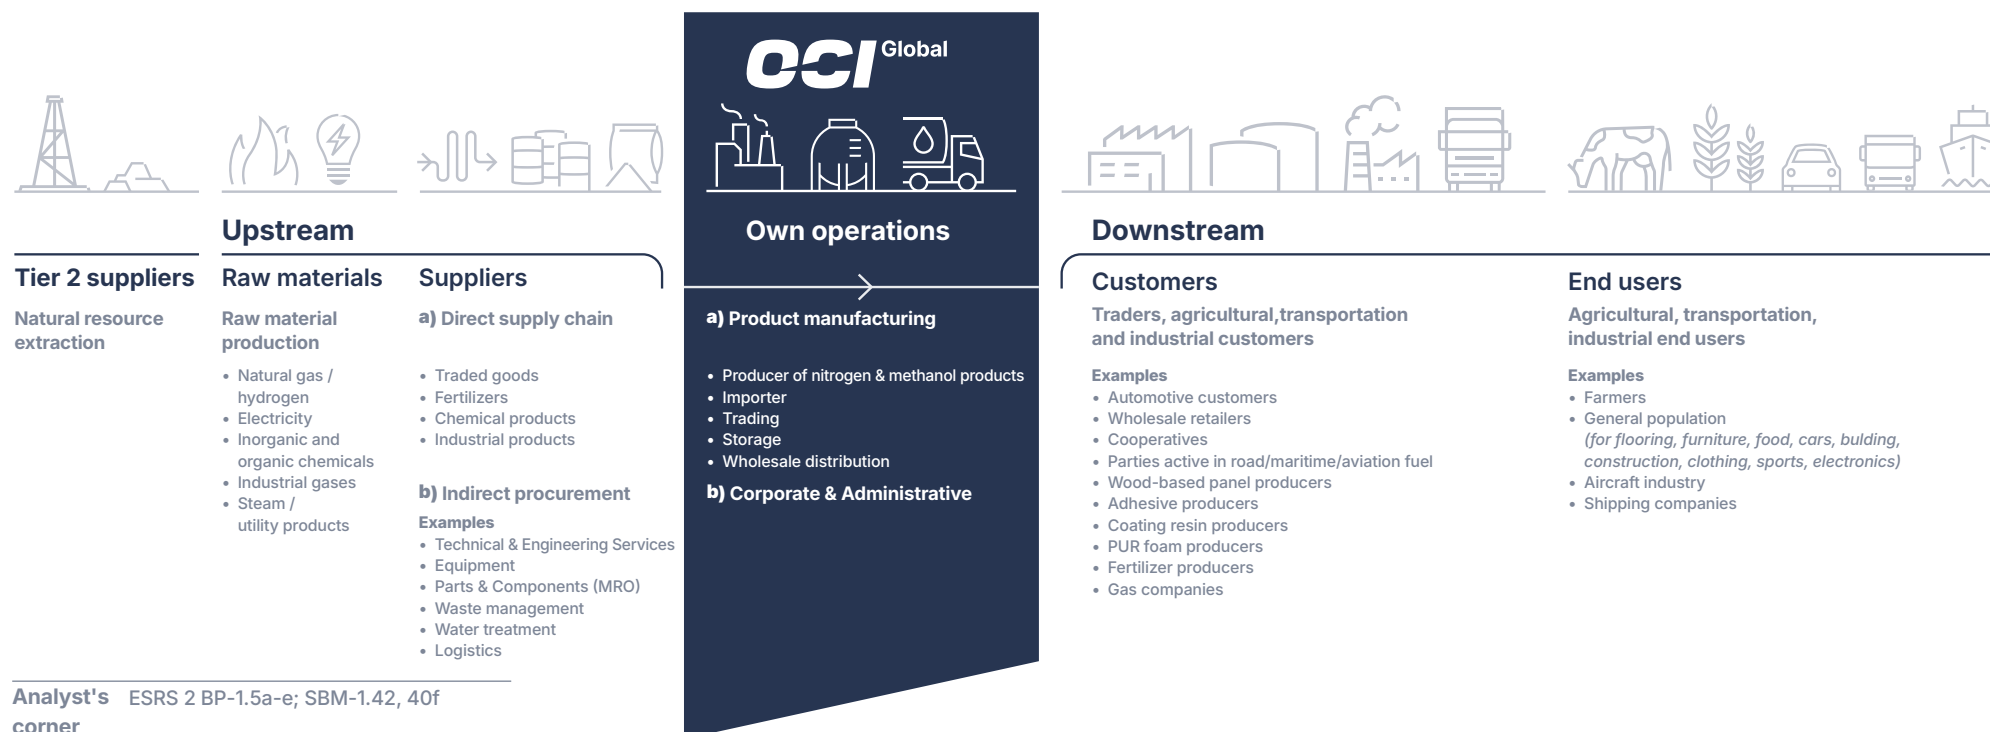 OCI Global
Upstream
Own operations
Downstream
Tier 2 suppliers
Natural resource
extraction
Raw materials
Raw material
production
• Natural gas /
hydrogen
• Electricity
• Inorganic and
organic chemicals
• Industrial gases
• Steam /
utility products
Suppliers
a) Direct supply chain
• Traded goods
• Fertilizers
• Chemical products
• Industrial products
b) Indirect procurement
Examples
• Technical & Engineering Services
• Equipment
• Parts & Components (MRO)
• Waste management
• Water treatment
• Logistics
a) Product manufacturing
• Producer of nitrogen & methanol products
• Importer
• Trading
• Storage
• Wholesale distribution
b) Corporate & Administrative
Customers
Traders, agricultural,transportation
and industrial customers
Examples
• Automotive customers
• Wholesale retailers
• Cooperatives
• Parties active in road/maritime/aviation fuel
• Wood-based panel producers
• Adhesive producers
• Coating resin producers
• PUR foam producers
• Fertilizer producers
• Gas companies
End users
Agricultural, transportation,
industrial end users
Examples
• Farmers
• General population
(for flooring, furniture, food, cars, bulding,
construction, clothing, sports, electronics)
• Aircraft industry
• Shipping companies
Analyst's ESRS 2 BP-1.5a-e; SBM-1.42, 40f
corner